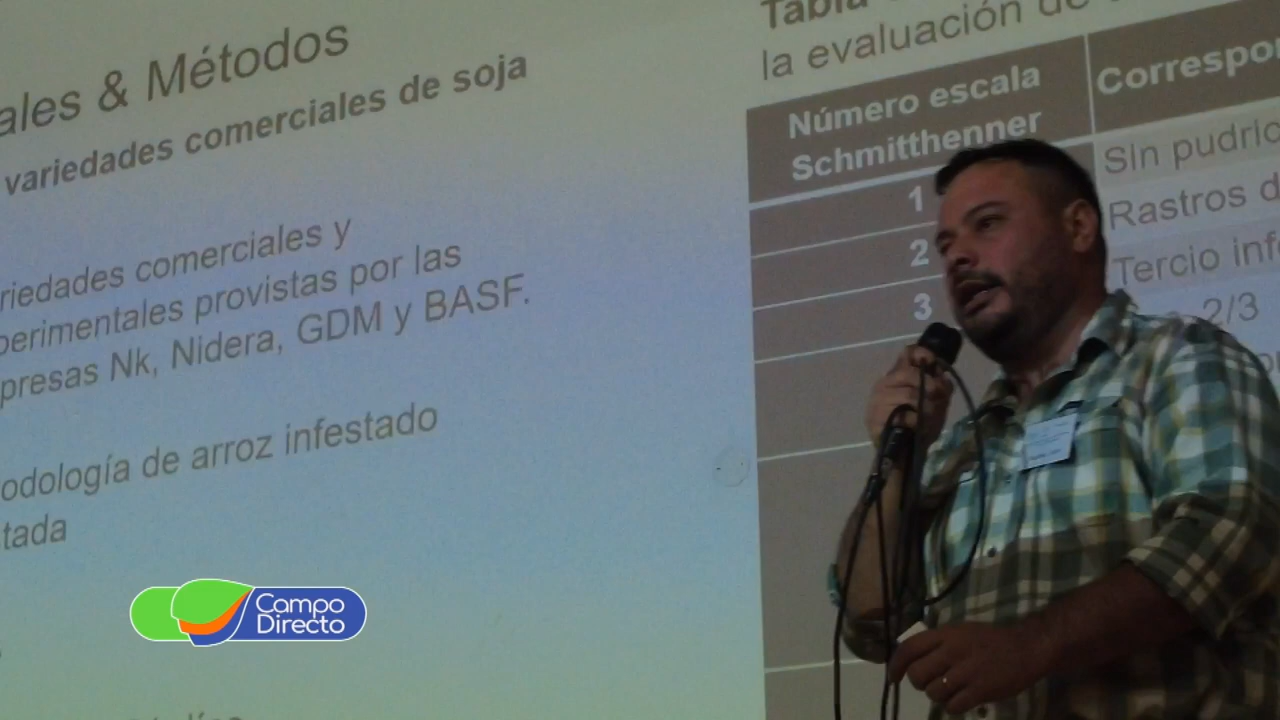 ales & Métodos
variedades comerciales de soja
riedades comerciales y
perimentales provistas por las
presas Nk, Nidera, GDM y BASF.
odología de arroz infestado
tada
Tabla
la evaluación de
Número escala
Schmitthenner
Correspo
1
SIn pudric
2
Rastros d
3
Tercio inf
2/3
Campo
Directo